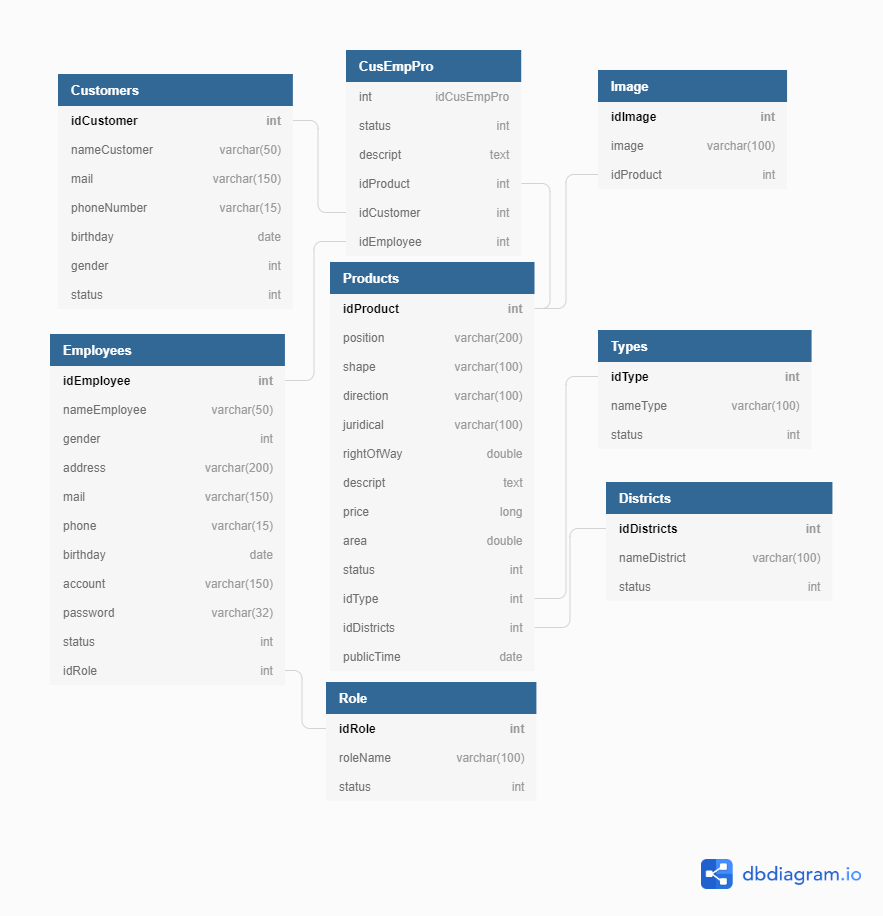 Customers
idCustomer int
nameCustomer varchar(50)
mail varchar(150)
phoneNumber varchar(15)
birthday date
gender int
status int
CusEmpPro
int idCusEmpPro
status int
descript text
idProduct int
idCustomer int
idEmployee int
Image
idImage int
image varchar(100)
idProduct int
Employees
idEmployee int
nameEmployee varchar(50)
gender int
address varchar(200)
mail varchar(150)
phone varchar(15)
birthday date
account varchar(150)
password varchar(32)
status int
idRole int
Products
idProduct int
position varchar(200)
shape varchar(100)
direction varchar(100)
juridical varchar(100)
rightOfWay double
descript text
price long
area double
status int
idType int
idDistricts int
publicTime date
Types
idType int
nameType varchar(100)
status int
Districts
idDistricts int
nameDistrict varchar(100)
status int
Role
idRole int
roleName varchar(100)
status int
dbdiagram.io